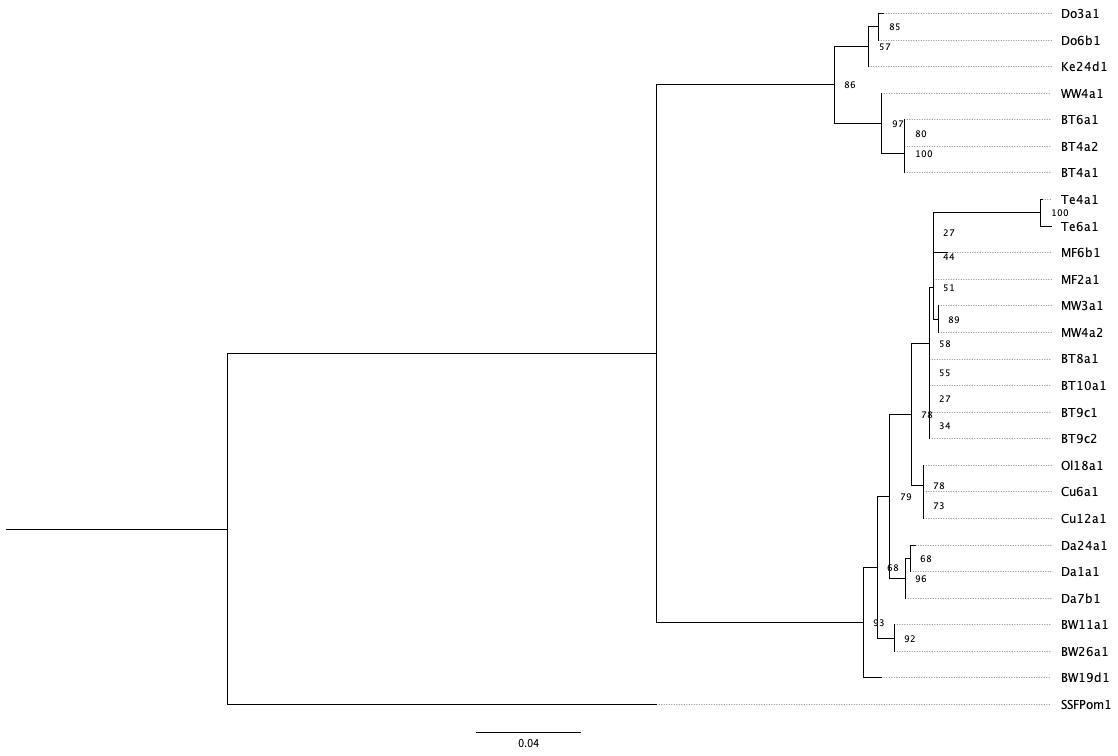 Do3a1
85
Do6b1
57
Ke24d1
86
WW4a1
BT6a1
97
80
BT4a2
100
BT4a1
Te4a1
100
Te6a1
27
MF6b1
44
MF2a1
51
MW3a1
89
MW4a2
58
BT8a1
55
BT10a1
27
BT9c1
78
34
BT9c2
Ol18a1
78
Cu6a1
79
73
Cu12a1
Da24a1
68
68
Da1a1
96
Da7b1
93
BW11a1
92
BW26a1
BW19d1
SSFPom1
0.04